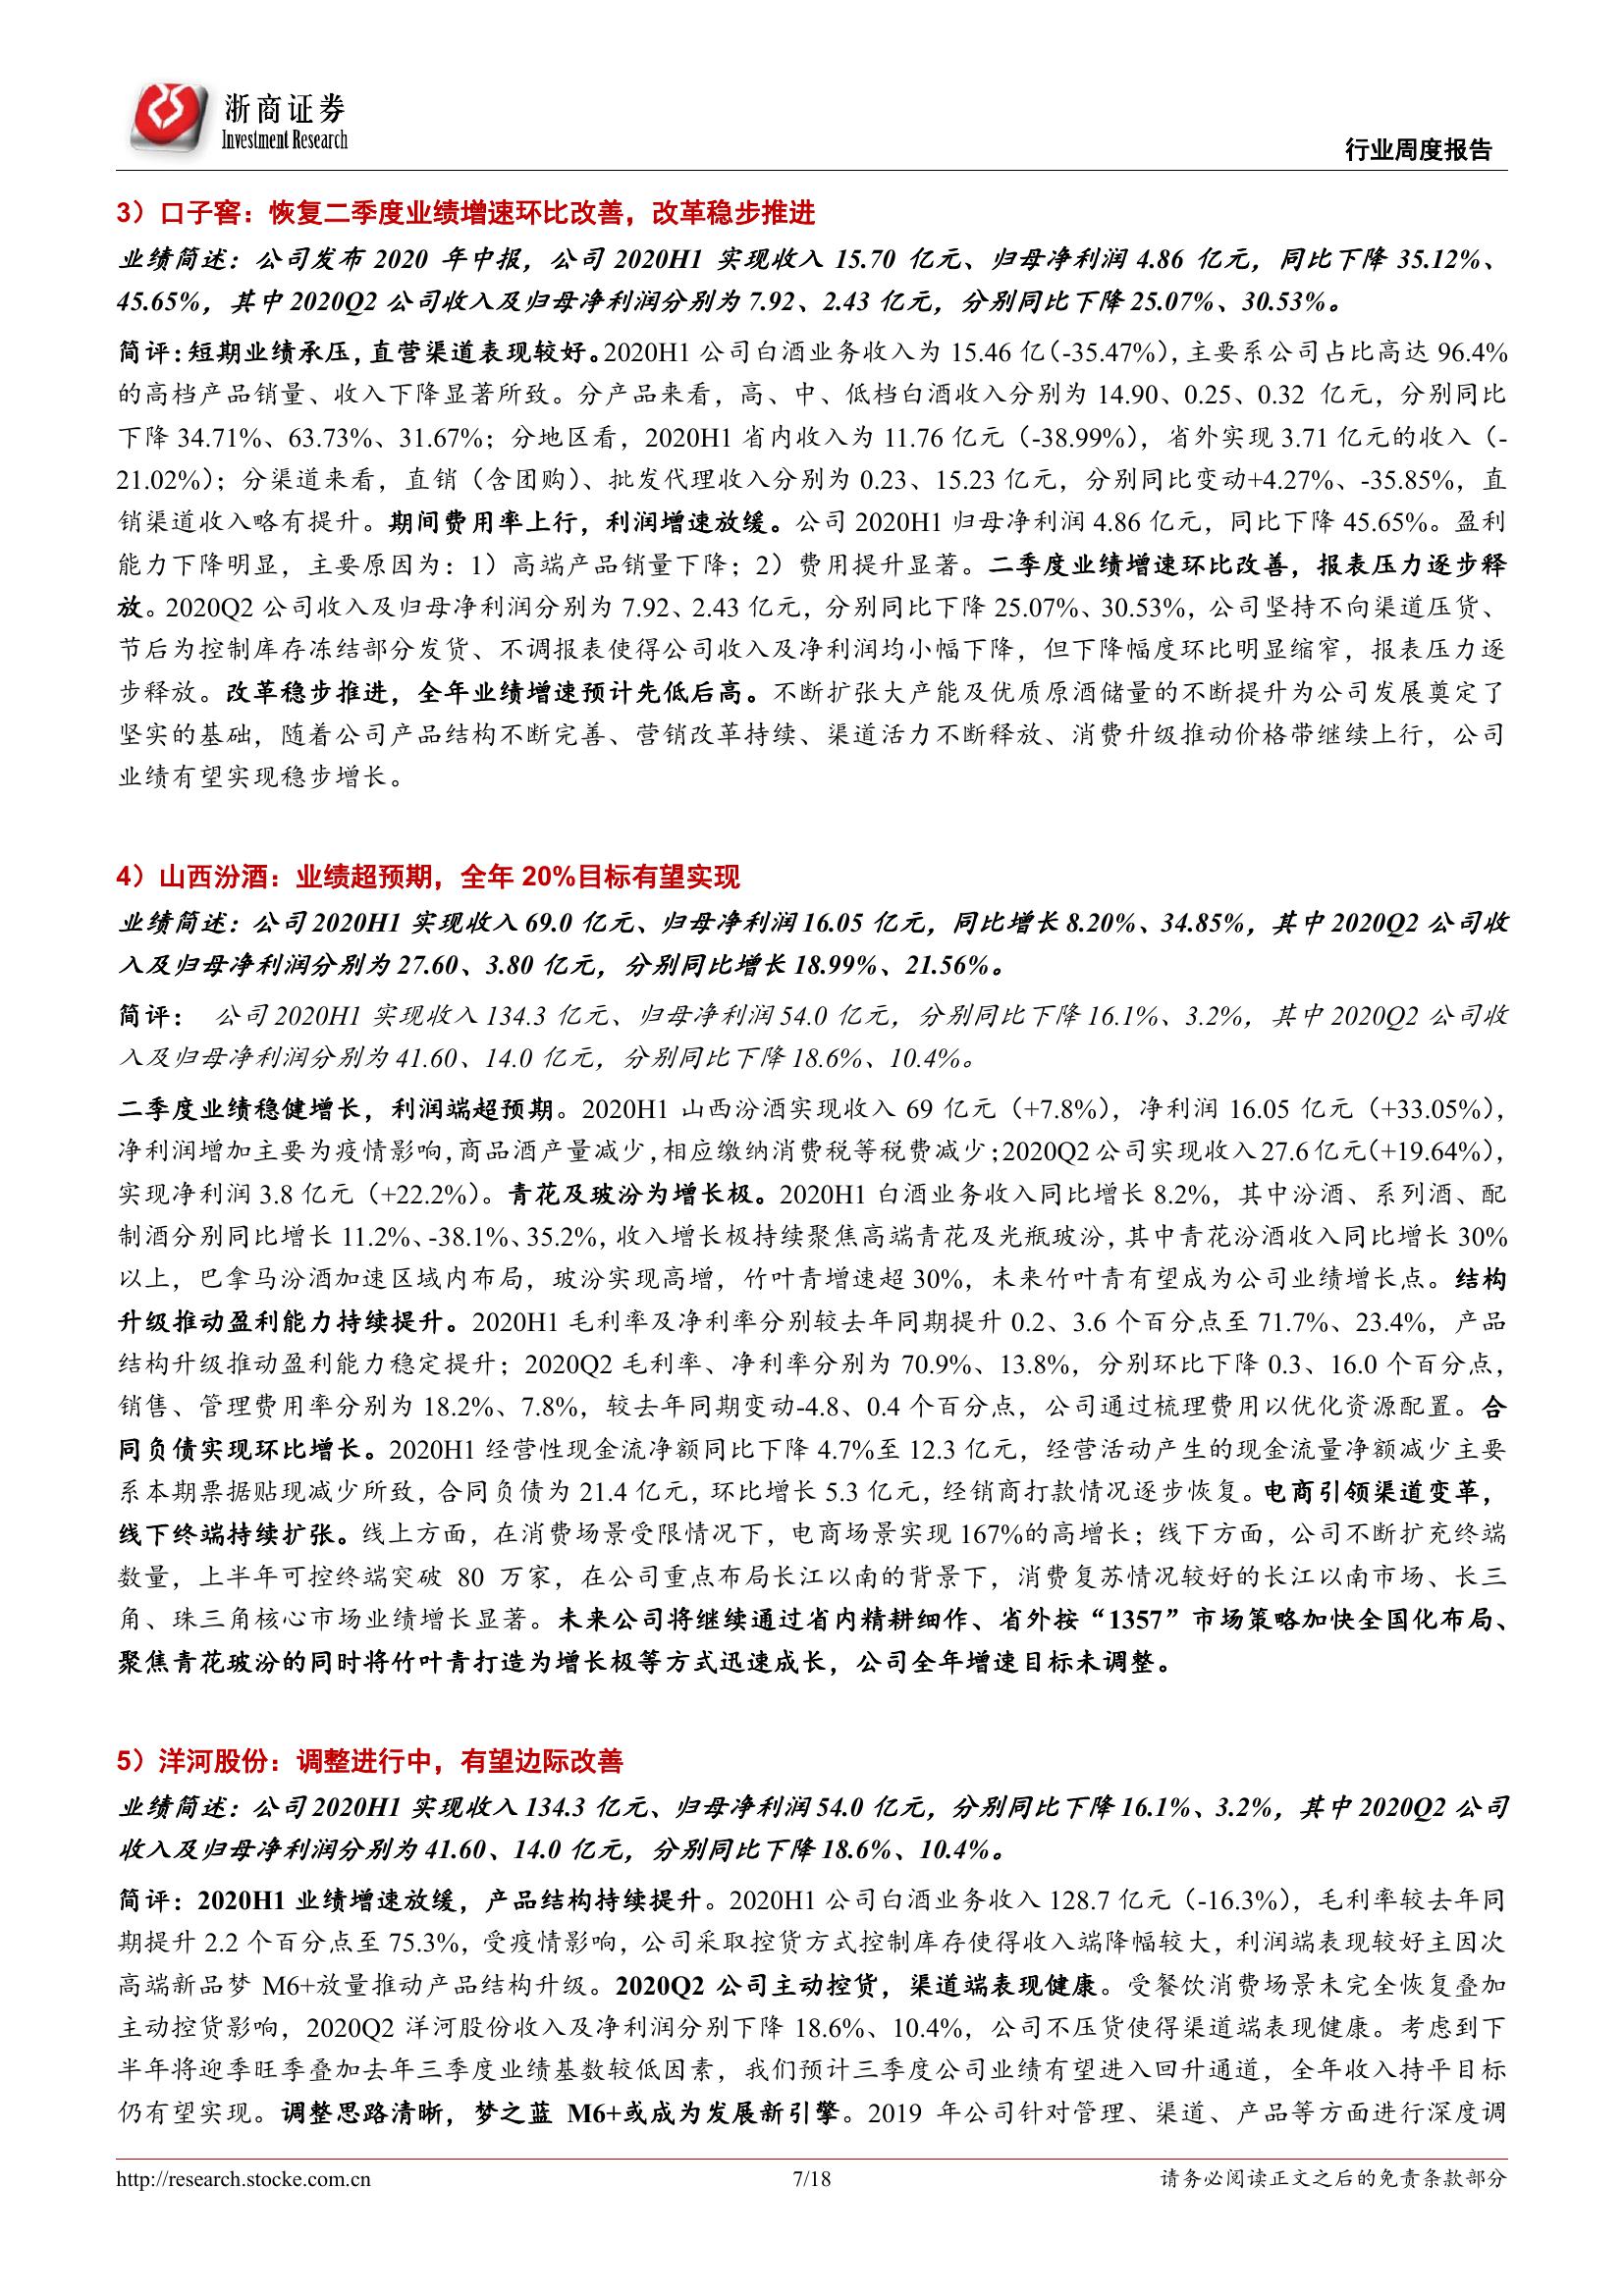 浙商证券
Investment Research
行业周度报告
3）口子窖：恢复二季度业绩增速环比改善，改革稳步推进
业绩简述：公司发布 2020 年中报，公司 2020H1 实现收入 15.70 亿元、归母净利润 4.86 亿元，同比下降 35.12%、
45.65%，其中 2020Q2 公司收入及归母净利润分别为 7.92、2.43 亿元，分别同比下降 25.07%、30.53%。
简评：短期业绩承压，直营渠道表现较好。2020H1 公司白酒业务收入为 15.46 亿（-35.47%），主要系公司占比高达 96.4%
的高档产品销量、收入下降显著所致。分产品来看，高、中、低档白酒收入分别为 14.90、0.25、0.32 亿元，分别同比
下降 34.71%、63.73%、31.67%；分地区看，2020H1 省内收入为 11.76 亿元（-38.99%），省外实现 3.71 亿元的收入（-
21.02%）；分渠道来看，直销（含团购）、批发代理收入分别为 0.23、15.23 亿元，分别同比变动+4.27%、-35.85%，直
销渠道收入略有提升。期间费用率上行，利润增速放缓。公司 2020H1 归母净利润 4.86 亿元，同比下降 45.65%。盈利
能力下降明显，主要原因为：1）高端产品销量下降；2）费用提升显著。二季度业绩增速环比改善，报表压力逐步释
放。2020Q2 公司收入及归母净利润分别为 7.92、2.43 亿元，分别同比下降 25.07%、30.53%，公司坚持不向渠道压货、
节后为控制库存冻结部分发货、不调报表使得公司收入及净利润均小幅下降，但下降幅度环比明显缩窄，报表压力逐
步释放。改革稳步推进，全年业绩增速预计先低后高。不断扩张大产能及优质原酒储量的不断提升为公司发展奠定了
坚实的基础，随着公司产品结构不断完善、营销改革持续、渠道活力不断释放、消费升级推动价格带继续上行，公司
业绩有望实现稳步增长。
4）山西汾酒：业绩超预期，全年 20%目标有望实现
业绩简述：公司 2020H1 实现收入 69.0 亿元、归母净利润 16.05 亿元，同比增长 8.20%、34.85%，其中 2020Q2 公司收
入及归母净利润分别为 27.60、3.80 亿元，分别同比增长 18.99%、21.56%。
简评： 公司 2020H1 实现收入 134.3 亿元、归母净利润 54.0 亿元，分别同比下降 16.1%、3.2%，其中 2020Q2 公司收
入及归母净利润分别为 41.60、14.0 亿元，分别同比下降 18.6%、10.4%。
二季度业绩稳健增长，利润端超预期。2020H1 山西汾酒实现收入 69 亿元（+7.8%），净利润 16.05 亿元（+33.05%），
净利润增加主要为疫情影响，商品酒产量减少，相应缴纳消费税等税费减少；2020Q2 公司实现收入 27.6 亿元（+19.64%），
实现净利润 3.8 亿元（+22.2%）。青花及玻汾为增长极。2020H1 白酒业务收入同比增长 8.2%，其中汾酒、系列酒、配
制酒分别同比增长 11.2%、-38.1%、35.2%，收入增长极持续聚焦高端青花及光瓶玻汾，其中青花汾酒收入同比增长 30%
以上，巴拿马汾酒加速区域内布局，玻汾实现高增，竹叶青增速超 30%，未来竹叶青有望成为公司业绩增长点。结构
升级推动盈利能力持续提升。2020H1 毛利率及净利率分别较去年同期提升 0.2、3.6 个百分点至 71.7%、23.4%，产品
结构升级推动盈利能力稳定提升；2020Q2 毛利率、净利率分别为 70.9%、13.8%，分别环比下降 0.3、16.0 个百分点，
销售、管理费用率分别为 18.2%、7.8%，较去年同期变动-4.8、0.4 个百分点，公司通过梳理费用以优化资源配置。合
同负债实现环比增长。2020H1 经营性现金流净额同比下降 4.7%至 12.3 亿元，经营活动产生的现金流量净额减少主要
系本期票据贴现减少所致，合同负债为 21.4 亿元，环比增长 5.3 亿元，经销商打款情况逐步恢复。电商引领渠道变革，
线下终端持续扩张。线上方面，在消费场景受限情况下，电商场景实现 167%的高增长；线下方面，公司不断扩充终端
数量，上半年可控终端突破 80 万家，在公司重点布局长江以南的背景下，消费复苏情况较好的长江以南市场、长三
角、珠三角核心市场业绩增长显著。未来公司将继续通过省内精耕细作、省外按“1357”市场策略加快全国化布局、
聚焦青花玻汾的同时将竹叶青打造为增长极等方式迅速成长，公司全年增速目标未调整。
5）洋河股份：调整进行中，有望边际改善
业绩简述：公司 2020H1 实现收入 134.3 亿元、归母净利润 54.0 亿元，分别同比下降 16.1%、3.2%，其中 2020Q2 公司
收入及归母净利润分别为 41.60、14.0 亿元，分别同比下降 18.6%、10.4%。
简评：2020H1 业绩增速放缓，产品结构持续提升。2020H1 公司白酒业务收入 128.7 亿元（-16.3%），毛利率较去年同
期提升 2.2 个百分点至 75.3%，受疫情影响，公司采取控货方式控制库存使得收入端降幅较大，利润端表现较好主因次
高端新品梦 M6+放量推动产品结构升级。2020Q2 公司主动控货，渠道端表现健康。受餐饮消费场景未完全恢复叠加
主动控货影响，2020Q2 洋河股份收入及净利润分别下降 18.6%、10.4%，公司不压货使得渠道端表现健康。考虑到下
半年将迎季旺季叠加去年三季度业绩基数较低因素，我们预计三季度公司业绩有望进入回升通道，全年收入持平目标
仍有望实现。调整思路清晰，梦之蓝 M6+或成为发展新引擎。2019 年公司针对管理、渠道、产品等方面进行深度调
http://research.stocke.com.cn
7/18
请务必阅读正文之后的免责条款部分